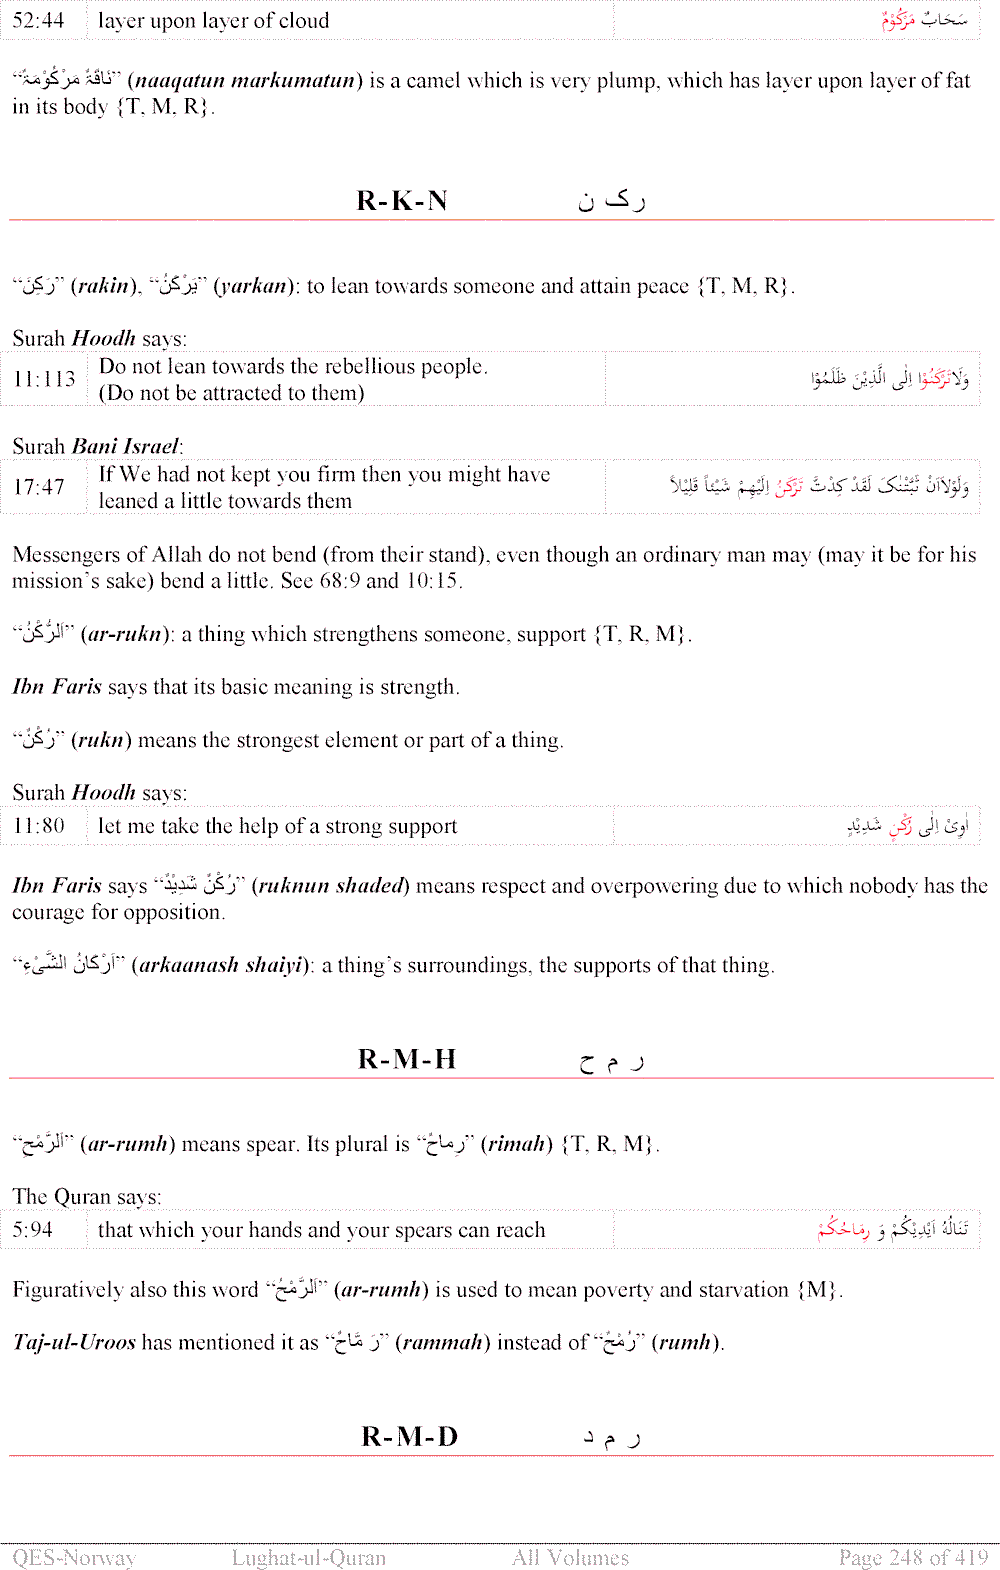 52:44 layer upon layer of cloud سَحَابٌ مَرْكُوْمٌ
“نَاقَةٌ مَرْكُوْمَةٌ” (naaqatun markumatun) is a camel which is very plump, which has layer upon layer of fat
in its body {T, M, R}.
R-K-N ر ک ن
“رَكِنَ” (rakin), “يَرْكَنُ” (yarkan): to lean towards someone and attain peace {T, M, R}.
Surah Hoodh says:
11:113 Do not lean towards the rebellious people.
(Do not be attracted to them) وَلَاتَرْكَنُوْا اِلٰى الَّذِيْنَ ظَلَمُوْا
Surah Bani Israel:
17:47 If We had not kept you firm then you might have
leaned a little towards them وَلَوْلَااَنْ ثَبَّتْنٰکَ لَقَدْ كِدْتَّ تَرْكَنُ اِلَيْهِمْ شَيْئاً قَلِيْلاً
Messengers of Allah do not bend (from their stand), even though an ordinary man may (may it be for his
mission’s sake) bend a little. See 68:9 and 10:15.
“اَلرُّكْنُ” (ar-rukn): a thing which strengthens someone, support {T, R, M}.
Ibn Faris says that its basic meaning is strength.
“رُكْنٌ” (rukn) means the strongest element or part of a thing.
Surah Hoodh says:
11:80 let me take the help of a strong support اٰوِىْ اِلٰى رُكْنٍ شَدِيْدٍ
Ibn Faris says “رُكْنٌ شَدِيْدٌ” (ruknun shaded) means respect and overpowering due to which nobody has the
courage for opposition.
“اَرْكَانُ الشَّىْءِ” (arkaanash shaiyi): a thing’s surroundings, the supports of that thing.
R-M-H ر م ح
“اَلرَّمْحِ” (ar-rumh) means spear. Its plural is “رِمَاحٌ” (rimah) {T, R, M}.
The Quran says:
5:94 that which your hands and your spears can reach تَنَالُهُ اَيْدِيْكُمْ وَ رِمَاحُكُمْ
Figuratively also this word “اَلرَّمْحُ” (ar-rumh) is used to mean poverty and starvation {M}.
Taj-ul-Uroos has mentioned it as “رَ مَّاحٌ” (rammah) instead of “رُمْحٌ” (rumh).
R-M-D ر م د
QES-Norway Lughat-ul-Quran All Volumes Page 248 of 419